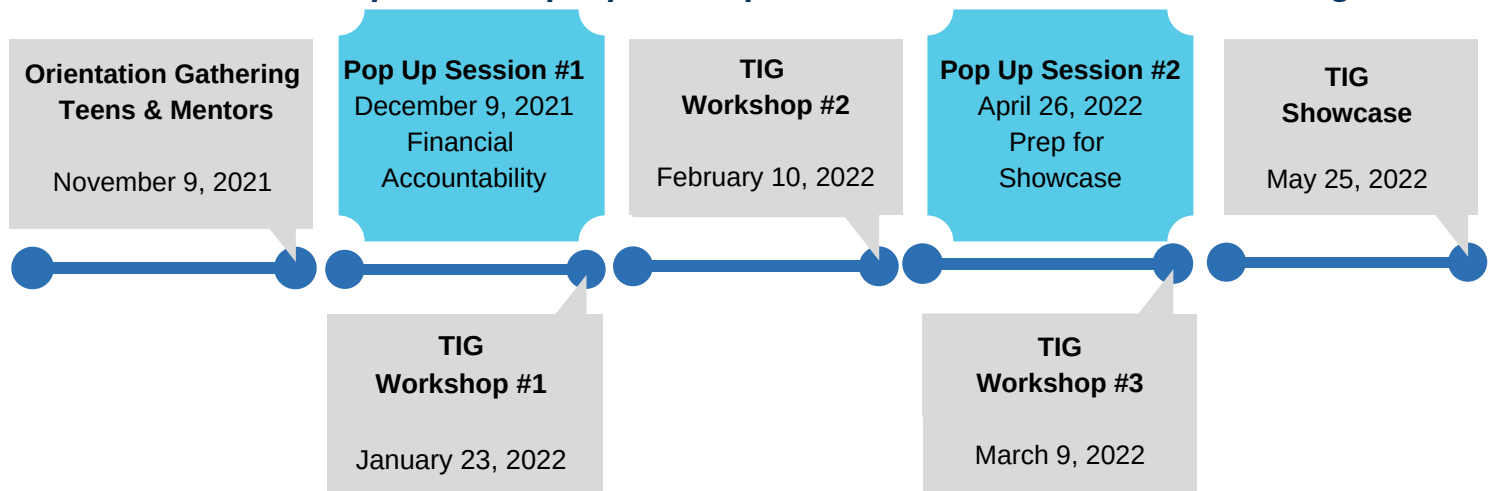 Orientation Gathering
Teens & Mentors
November 9, 2021
Pop Up Session #1
December 9, 2021
Financial
Accountability
TIG
Workshop #1
January 23, 2022
TIG
Workshop #2
February 10, 2022
Pop Up Session #2
April 26, 2022
Prep for
Showcase
TIG
Workshop #3
March 9, 2022
TIG
Showcase
May 25, 2022